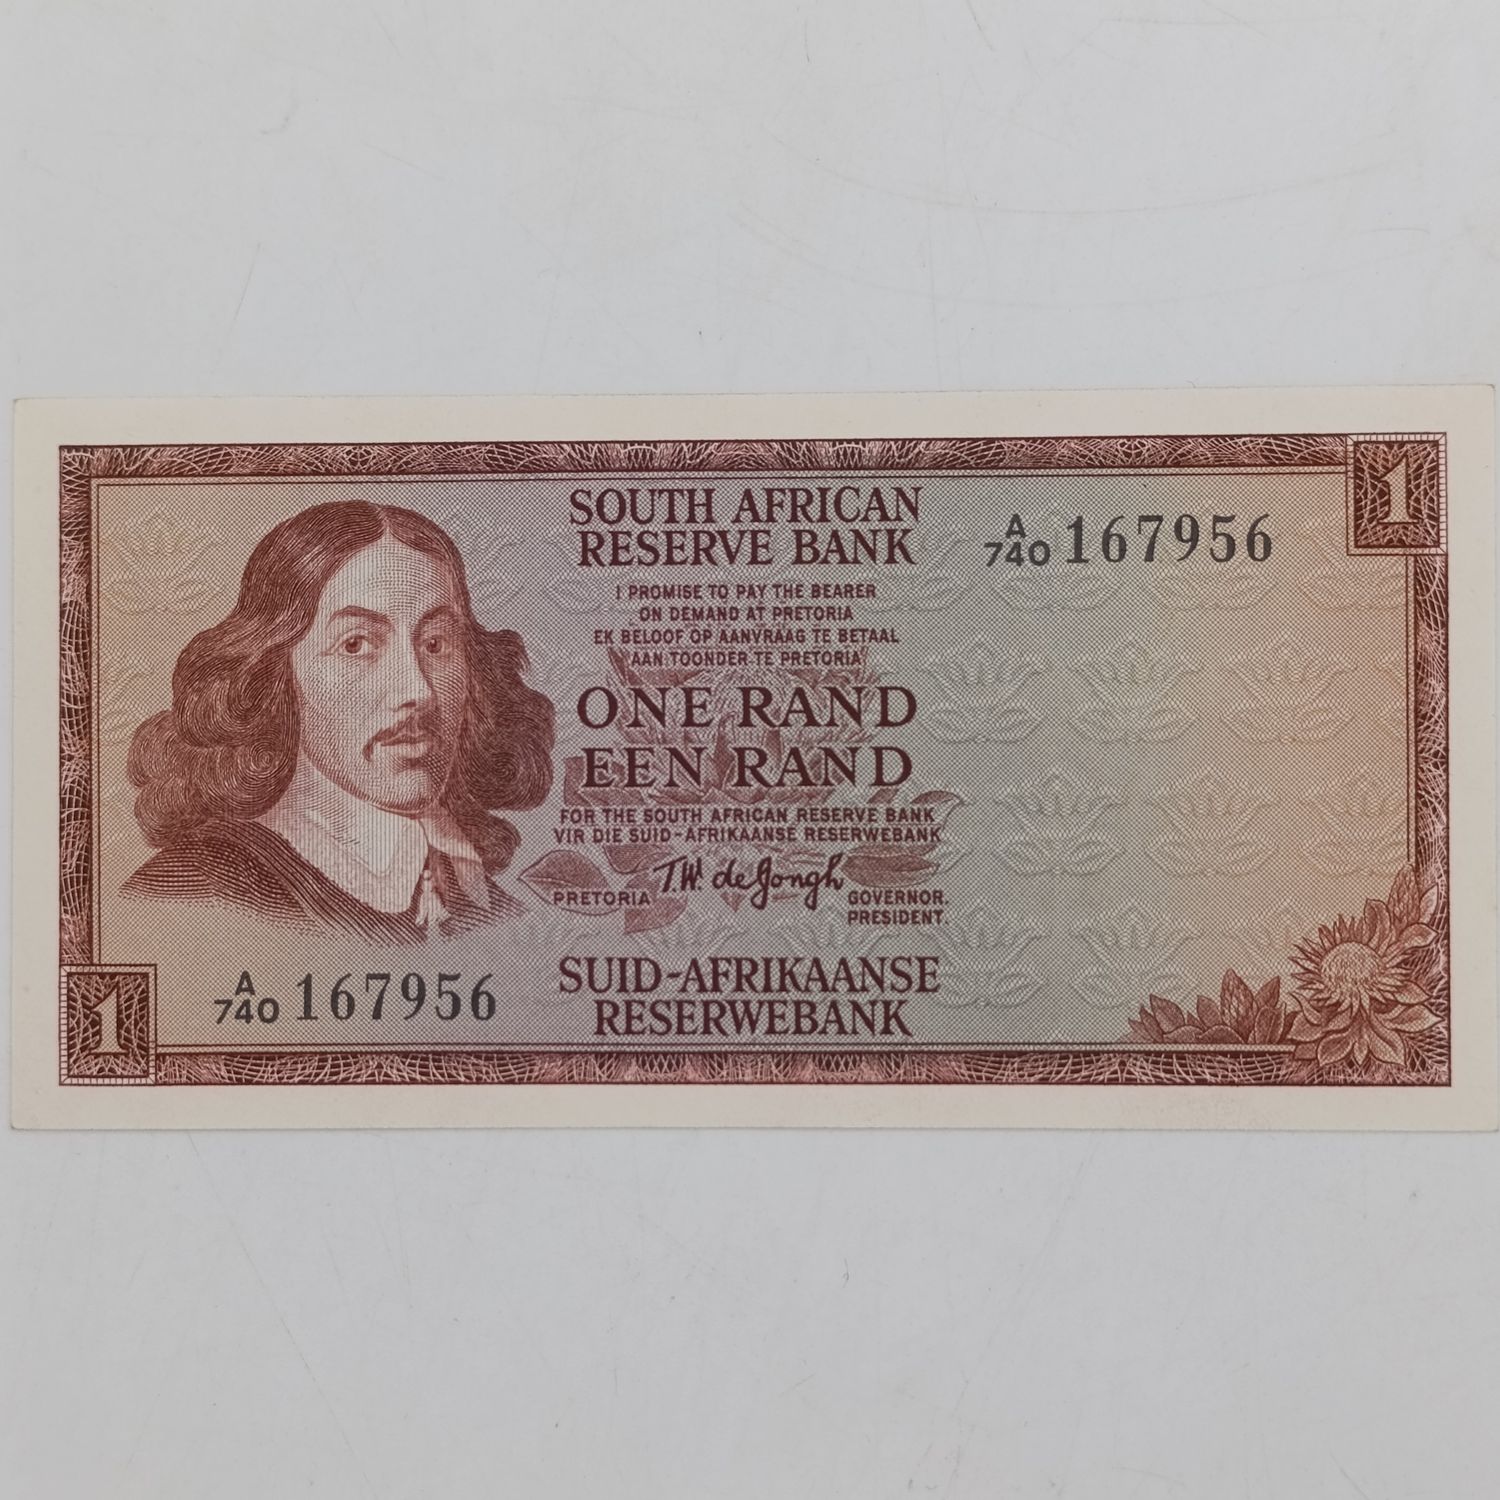 1
SOUTH AFRICAN
RESERVE BANK
A
740 167956
I PROMISE TO PAY THE BEARER
ON DEMAND AT PRETORIA
EK BELOOF OP AANVRAAG TE BETAAL
AAN TOONDER TE PRETORIA
ONE RAND
EEN RAND
FOR THE SOUTH AFRICAN RESERVE BANK
VIR DIE SUID-AFRIKAANSE RESERWEBANK
T.W. de Jongh
PRETORIA GOVERNOR.
PRESIDENT.
SUID-AFRIKAANSE
RESERWEBANK
A
740 167956
1